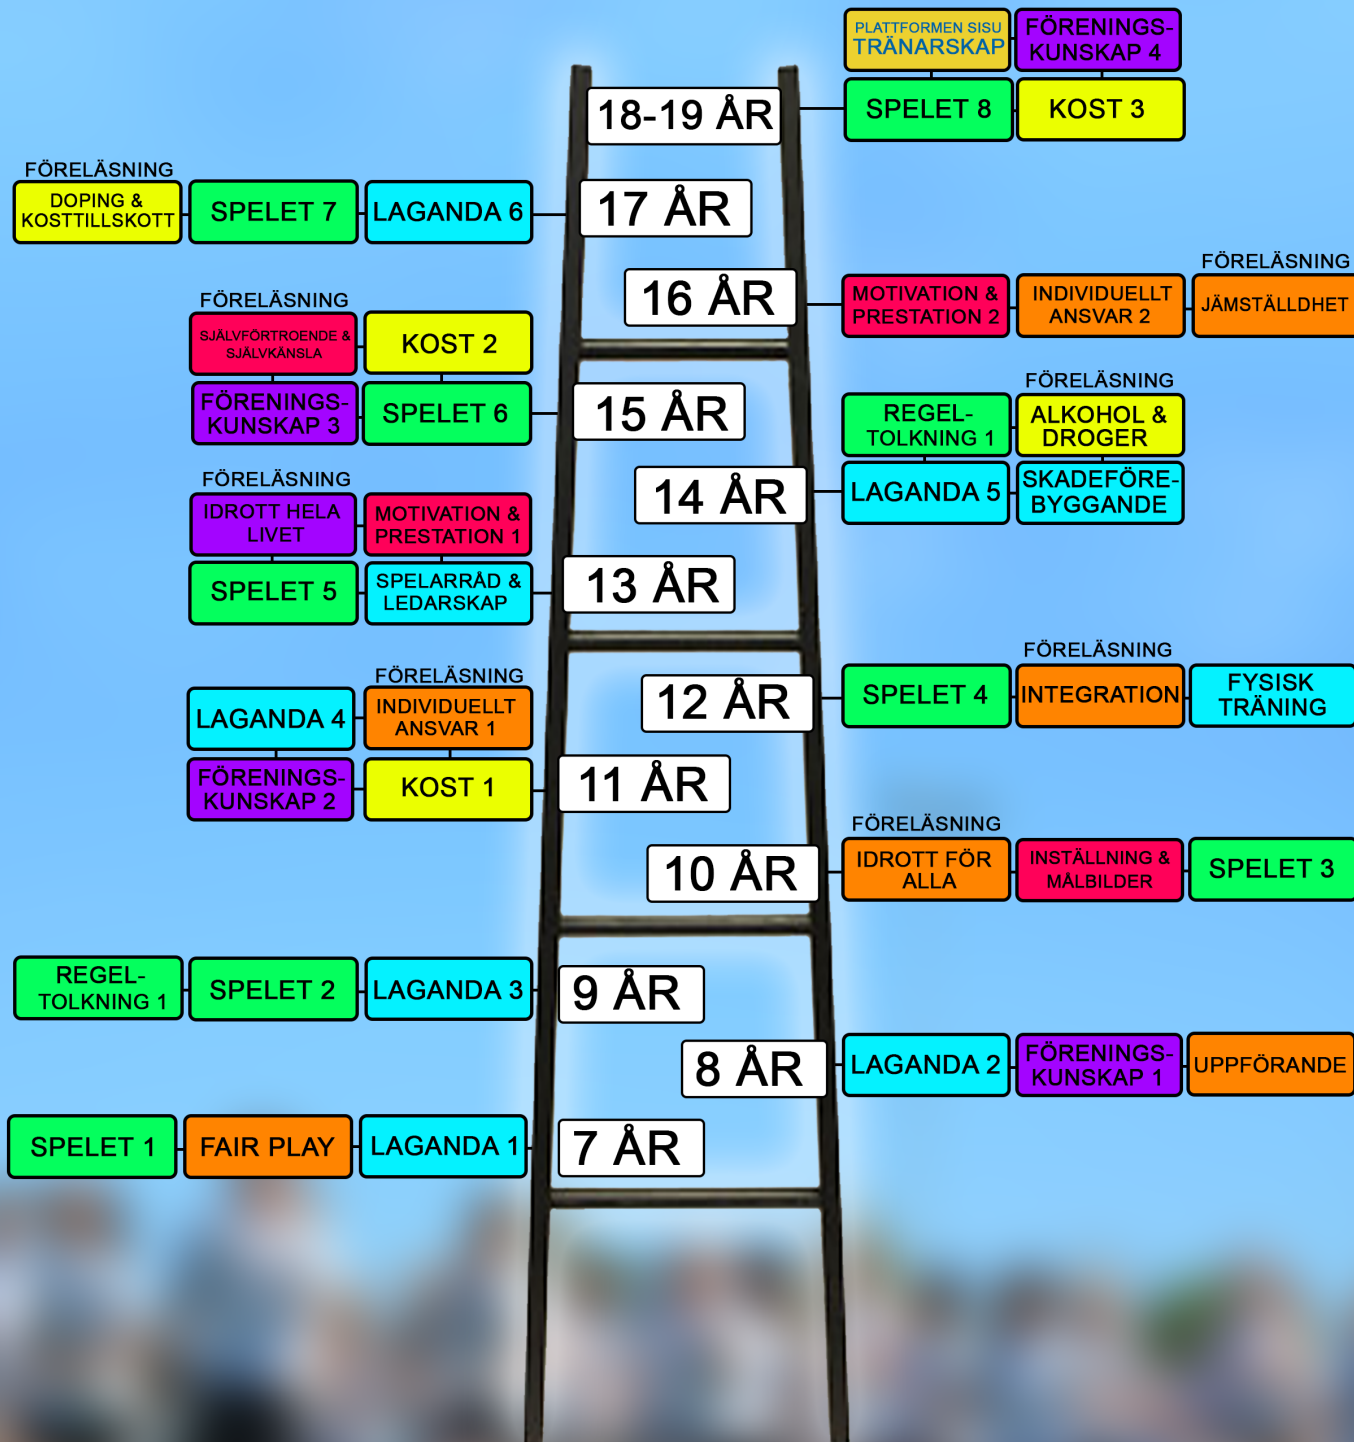 PLATTFORMEN SISU
TRÄNARSKAP
FÖRENINGS-
KUNSKAP 4
18-19 ÅR
SPELET 8
KOST 3
FÖRELÄSNING
DOPING &
KOSTTILLSKOTT
SPELET 7
LAGANDA 6
17 ÅR
16 ÅR
MOTIVATION &
PRESTATION 2
INDIVIDUELLT
ANSVAR 2
FÖRELÄSNING
JÄMSTÄLLDHET
FÖRELÄSNING
SJÄLVFÖRTROENDE &
SJÄLVKÄNSLA
KOST 2
FÖRENINGS-
KUNSKAP 3
SPELET 6
15 ÅR
REGEL-
TOLKNING 1
FÖRELÄSNING
ALKOHOL &
DROGER
14 ÅR
LAGANDA 5
SKADEFÖRE-
BYGGANDE
FÖRELÄSNING
IDROTT HELA
LIVET
MOTIVATION &
PRESTATION 1
SPELET 5
SPELARRÅD &
LEDARSKAP
13 ÅR
12 ÅR
SPELET 4
FÖRELÄSNING
INTEGRATION
FYSISK
TRÄNING
LAGANDA 4
FÖRELÄSNING
INDIVIDUELLT
ANSVAR 1
FÖRENINGS-
KUNSKAP 2
KOST 1
11 ÅR
10 ÅR
FÖRELÄSNING
IDROTT FÖR
ALLA
INSTÄLLNING &
MÅLBILDER
SPELET 3
REGEL-
TOLKNING 1
SPELET 2
LAGANDA 3
9 ÅR
8 ÅR
LAGANDA 2
FÖRENINGS-
KUNSKAP 1
UPPFÖRANDE
SPELET 1
FAIR PLAY
LAGANDA 1
7 ÅR